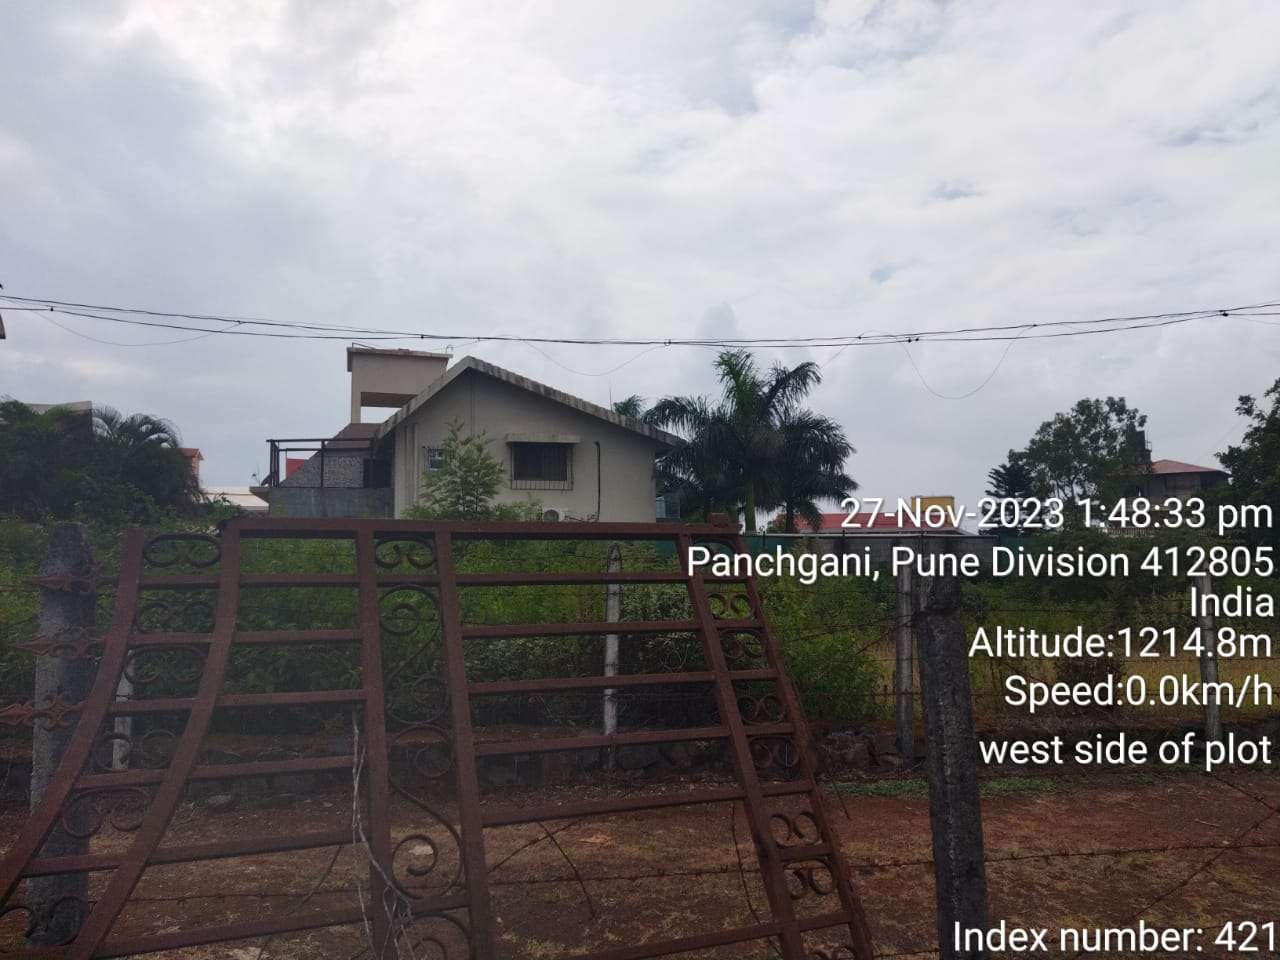 27-Nov-2023 1:48:33 pm
Panchgani, Pune Division 412805
India
Altitude:1214.8m
Speed:0.0km/h
west side of plot
Index number: 421